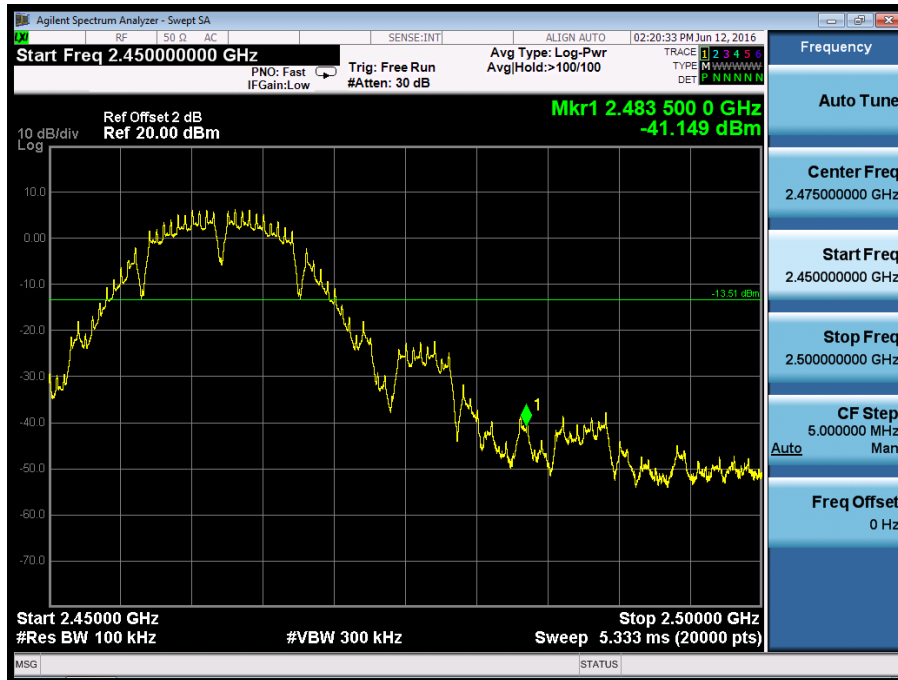 Agilent Spectrum Analyzer - Swept SA
LXI RF 50 Ω AC SENSE:INT ALIGN AUTO 02:20:33 PM Jun 12, 2016
Start Freq 2.450000000 GHz
PNO: Fast
IFGain:Low
Trig: Free Run
#Atten: 30 dB
Avg Type: Log-Pwr
Avg|Hold:>100/100
TRACE 1 2 3 4 5 6
TYPE M WWWWW
DET P N N N N N
Mkr1 2.483 500 0 GHz
-41.149 dBm
Ref Offset 2 dB
10 dB/div Ref 20.00 dBm
Log
10.0
0.00
-10.0
-13.51 dBm
-20.0
-30.0
-40.0
1
-50.0
-60.0
-70.0
Start 2.45000 GHz Stop 2.50000 GHz
#Res BW 100 kHz #VBW 300 kHz Sweep 5.333 ms (20000 pts)
MSG STATUS
Frequency
Auto Tune
Center Freq
2.475000000 GHz
Start Freq
2.450000000 GHz
Stop Freq
2.500000000 GHz
CF Step
5.000000 MHz
Auto Man
Freq Offset
0 Hz